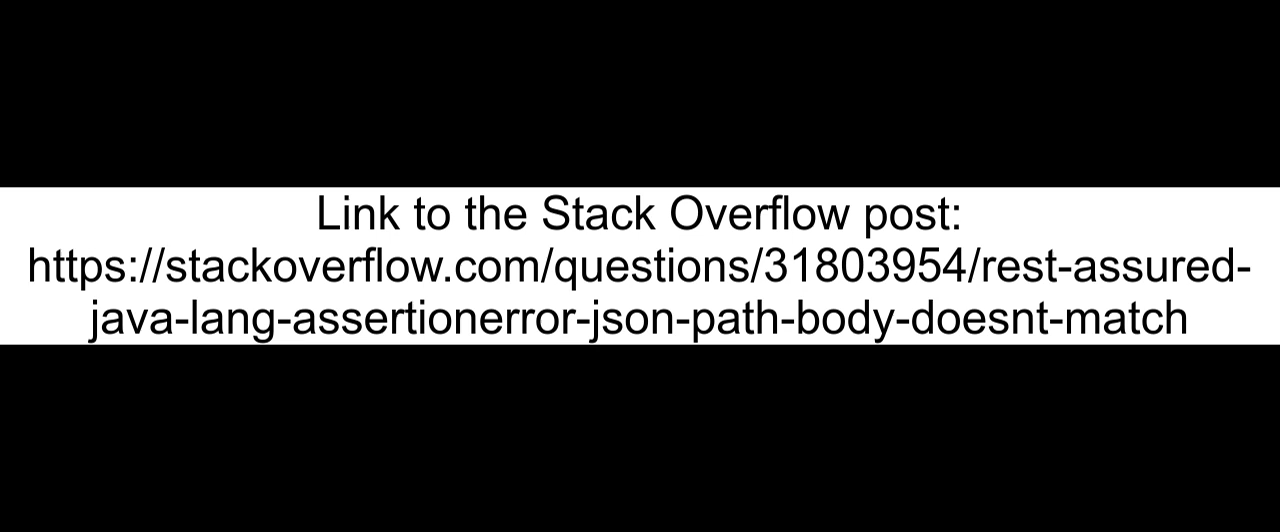 Link to the Stack Overflow post:
https://stackoverflow.com/questions/31803954/rest-assured-
java-lang-assertionerror-json-path-body-doesnt-match